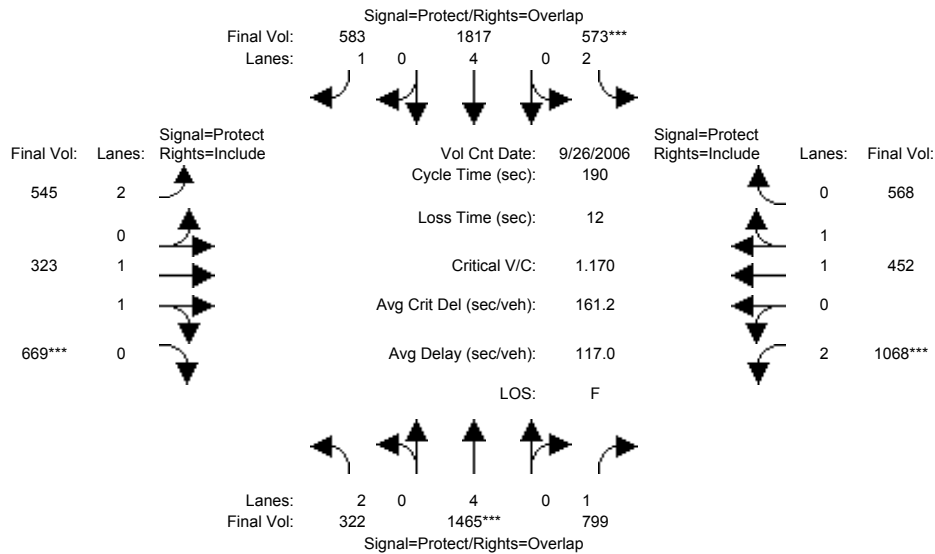 Signal=Protect/Rights=Overlap
Final Vol: 583 1817 573***
Lanes: 1 0 4 0 2
Signal=Protect
Rights=Include
Final Vol: Lanes:
Vol Cnt Date: 9/26/2006
Signal=Protect
Rights=Include
Lanes: Final Vol:
Cycle Time (sec): 190
545 2
0 568
Loss Time (sec): 12
0
1
323 1
Critical V/C: 1.170
1 452
1
Avg Crit Del (sec/veh): 161.2
0
669*** 0
Avg Delay (sec/veh): 117.0
2 1068***
LOS: F
Lanes: 2 0 4 0 1
Final Vol: 322 1465*** 799
Signal=Protect/Rights=Overlap